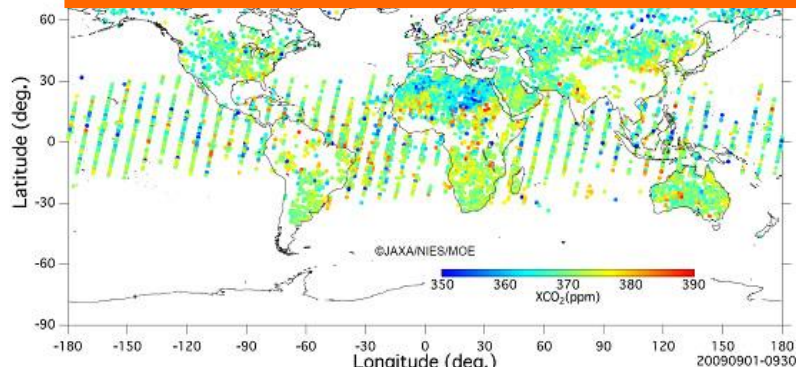 60
30
0
-30
-60
-90
Latitude (deg.)
©JAXA/NIES/MOE
350 360 370 380 390
XCO₂(ppm)
-180 -150 -120 -90 -60 -30 0 30 60 90 120 150 180
Longitude (deg.)
20090901-0930